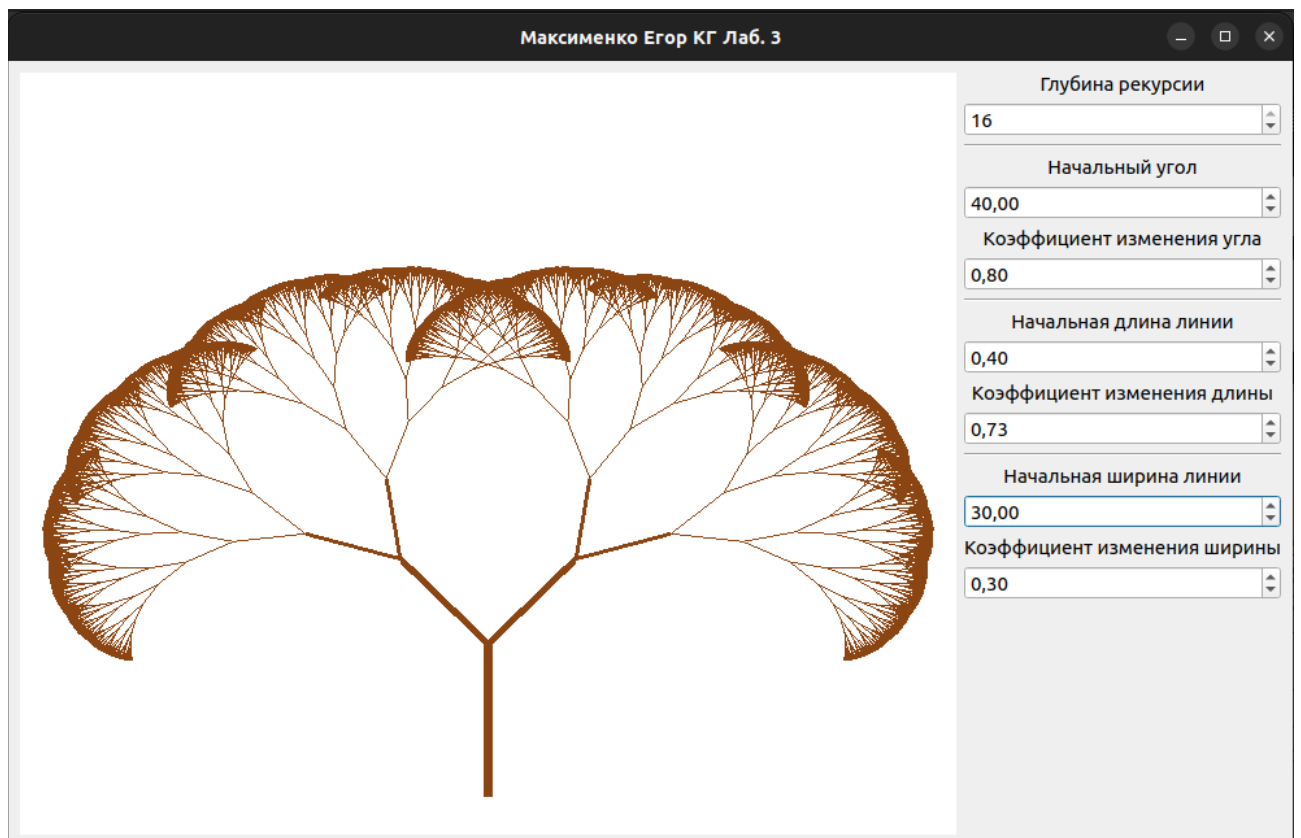 Максименко Егор КГ Лаб. 3
Глубина рекурсии
16
Начальный угол
40,00
Коэффициент изменения угла
0,80
Начальная длина линии
0,40
Коэффициент изменения длины
0,73
Начальная ширина линии
30,00
Коэффициент изменения ширины
0,30